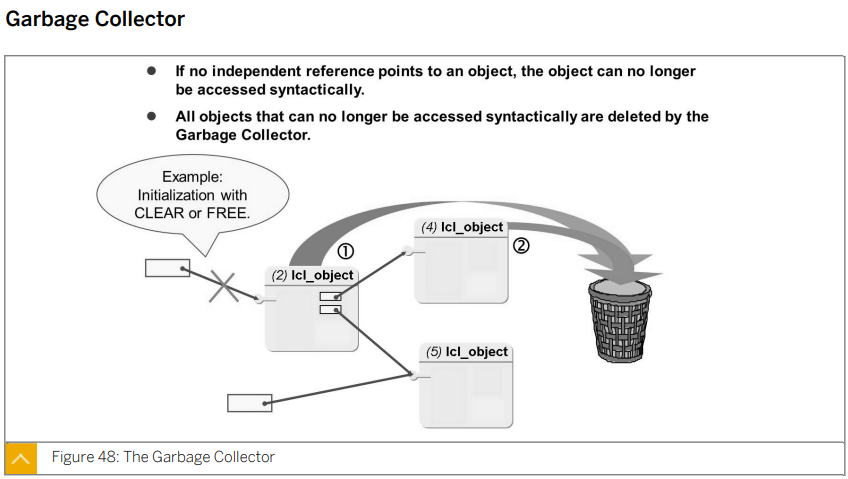 Garbage Collector
● If no independent reference points to an object, the object can no longer
be accessed syntactically.
● All objects that can no longer be accessed syntactically are deleted by the
Garbage Collector.
Example:
Initialization with
CLEAR or FREE.
①
(4) lcl_object
②
(2) lcl_object
(5) lcl_object
Figure 48: The Garbage Collector